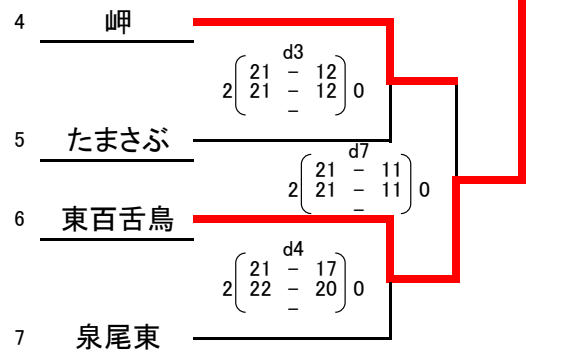 4 岬
d3
2 ( 21 － 12 ) 0
21 － 12
－
5 たまさぶ
d7
2 ( 21 － 11 ) 0
21 － 11
－
6 東百舌鳥
d4
2 ( 21 － 17 ) 0
22 － 20
－
7 泉尾東